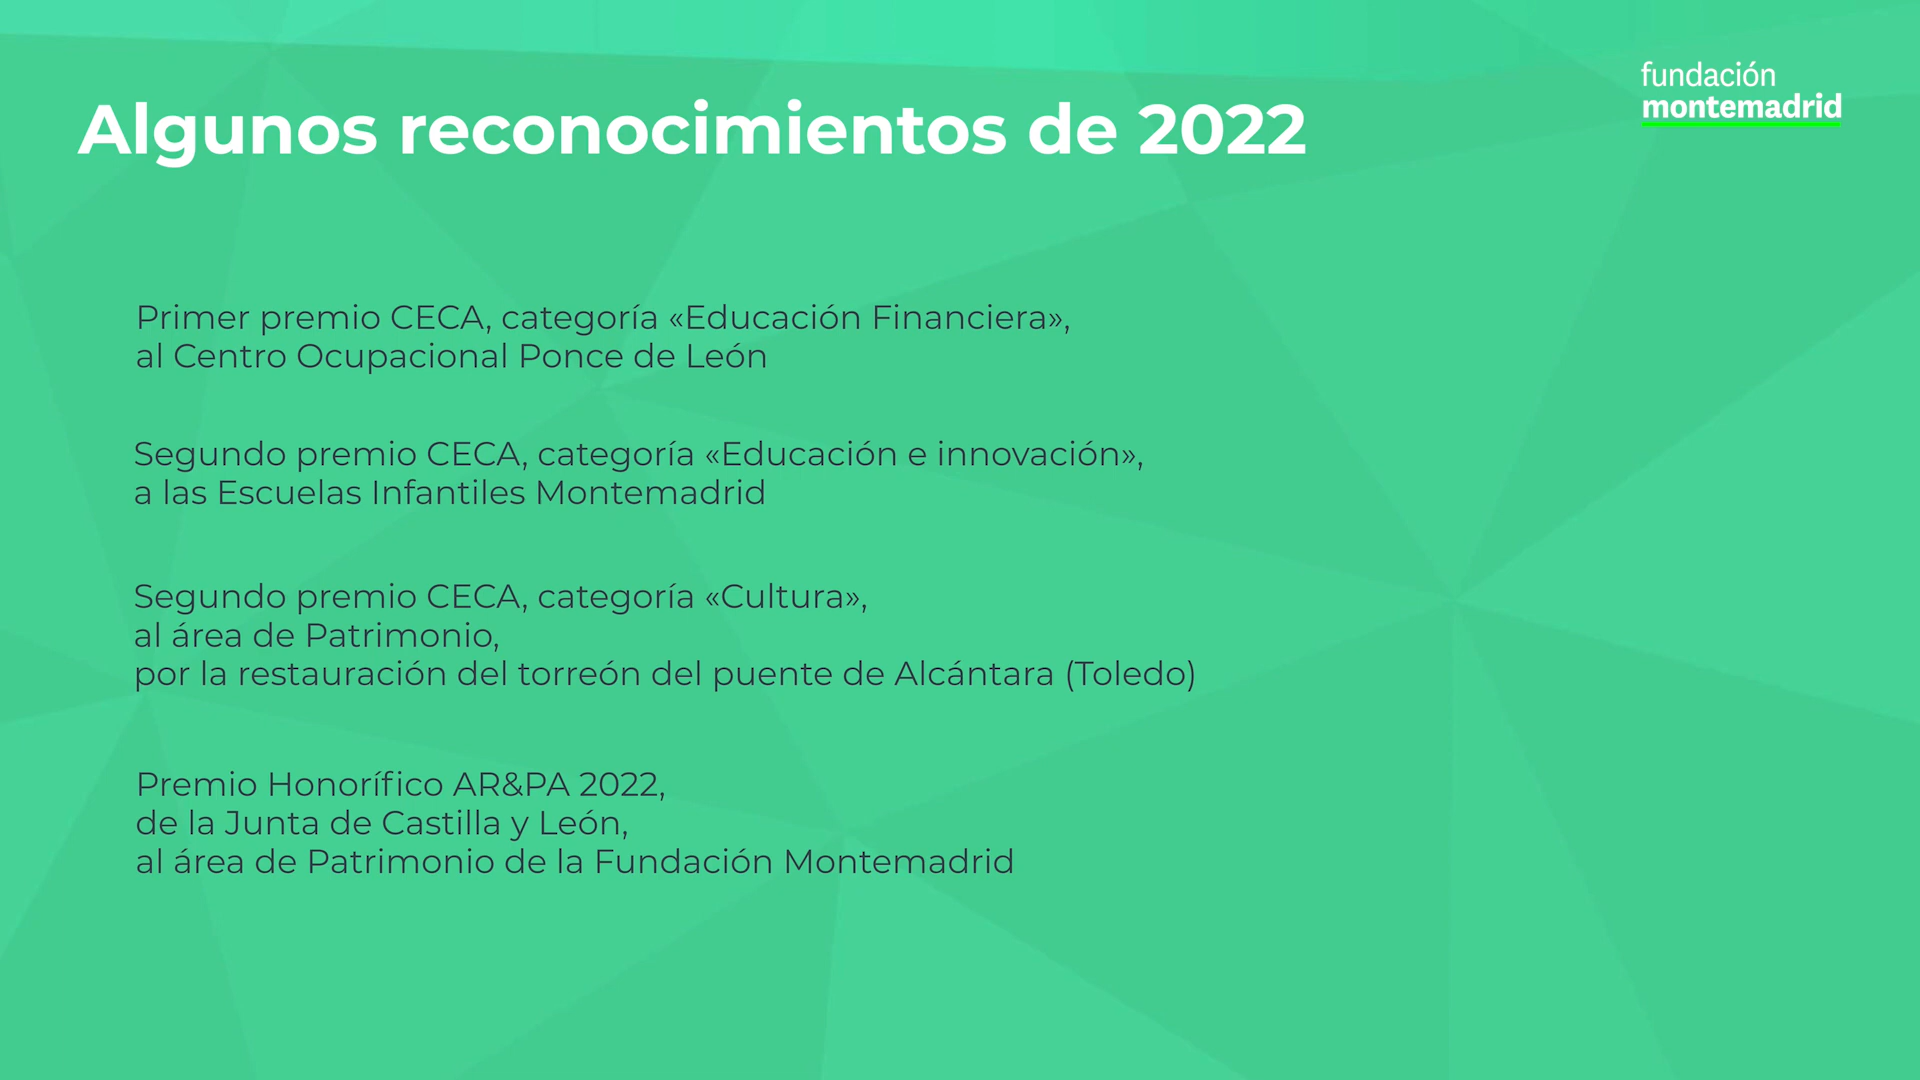 Algunos reconocimientos de 2022
fundación
montemadrid
Primer premio CECA, categoría «Educación Financiera»,
al Centro Ocupacional Ponce de León
Segundo premio CECA, categoría «Educación e innovación»,
a las Escuelas Infantiles Montemadrid
Segundo premio CECA, categoría «Cultura»,
al área de Patrimonio,
por la restauración del torreón del puente de Alcántara (Toledo)
Premio Honorífico AR&PA 2022,
de la Junta de Castilla y León,
al área de Patrimonio de la Fundación Montemadrid